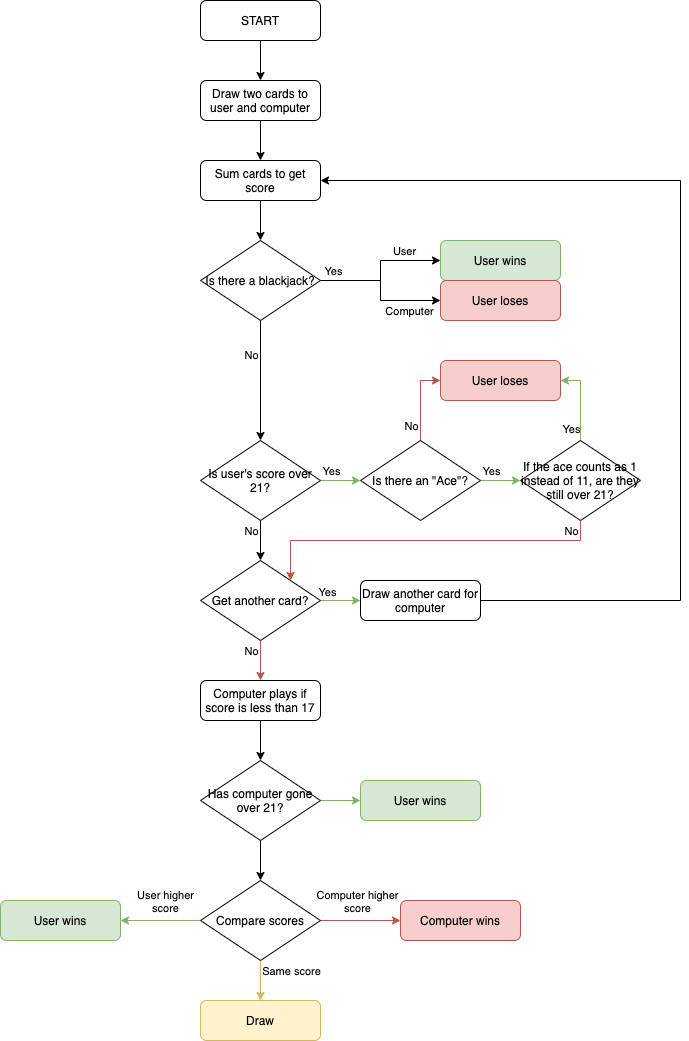 START
Draw two cards to
user and computer
Sum cards to get
score
Is there a blackjack?
Yes
User
User wins
Computer
User loses
No
User loses
No
Yes
Is user's score over
21?
Yes
Is there an "Ace"?
Yes
If the ace counts as 1
instead of 11, are they
still over 21?
No
No
Get another card?
Yes
Draw another card for
computer
No
Computer plays if
score is less than 17
Has computer gone
over 21?
User wins
User higher
score
Computer higher
score
User wins
Compare scores
Computer wins
Same score
Draw